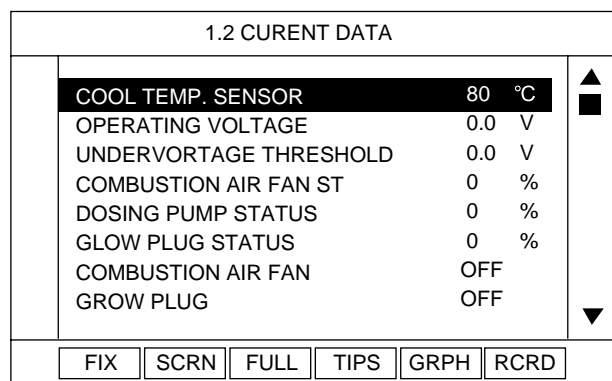 1.2 CURENT DATA
COOL TEMP. SENSOR 80 °C
OPERATING VOLTAGE 0.0 V
UNDERVORTAGE THRESHOLD 0.0 V
COMBUSTION AIR FAN ST 0 %
DOSING PUMP STATUS 0 %
GLOW PLUG STATUS 0 %
COMBUSTION AIR FAN OFF
GROW PLUG OFF
FIX SCRN FULL TIPS GRPH RCRD